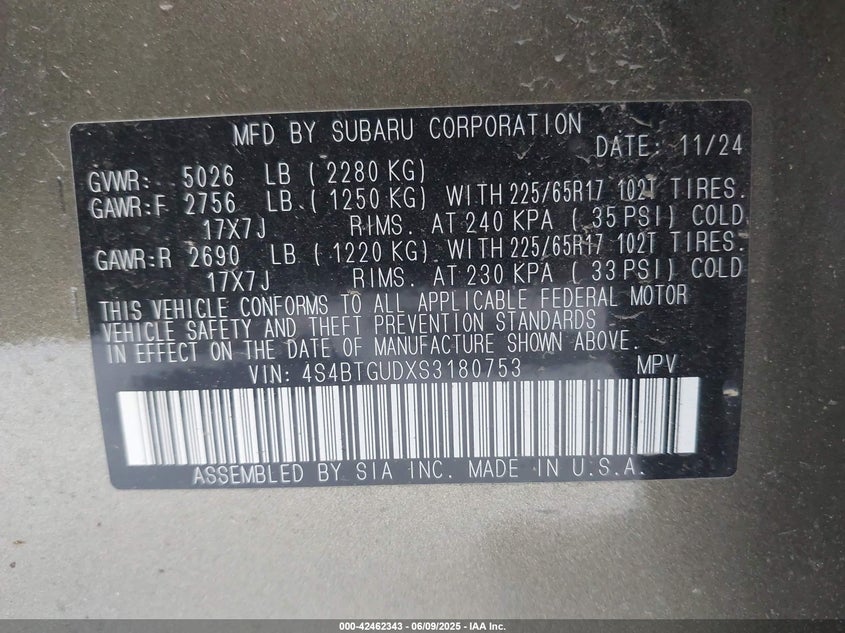 MFD BY SUBARU CORPORATION
DATE: 11/24
GVWR: 5026 LB ( 2280 KG)
GAWR:F 2756 LB ( 1250 KG) WITH 225/65R17 102T TIRES.
17X7J RIMS. AT 240 KPA ( 35 PSI) COLD
GAWR:R 2690 LB ( 1220 KG) WITH 225/65R17 102T TIRES.
17X7J RIMS. AT 230 KPA ( 33 PSI) COLD
THIS VEHICLE CONFORMS TO ALL APPLICABLE FEDERAL MOTOR
VEHICLE SAFETY AND THEFT PREVENTION STANDARDS
IN EFFECT ON THE DATE OF MANUFACTURE SHOWN ABOVE.
VIN: 4S4BTGUDXS3180753 MPV
ASSEMBLED BY SIA INC. MADE IN U.S.A.
000-42462343 - 06/09/2025 - IAA Inc.